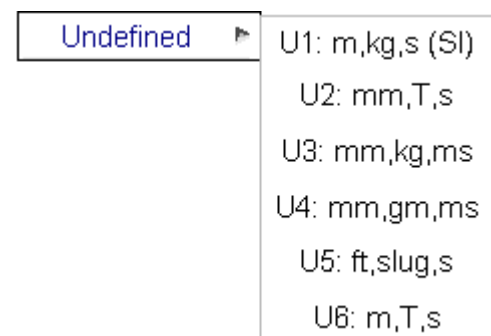 Undefined
U1: m,kg,s (SI)
U2: mm,T,s
U3: mm,kg,ms
U4: mm,gm,ms
U5: ft,slug,s
U6: m,T,s